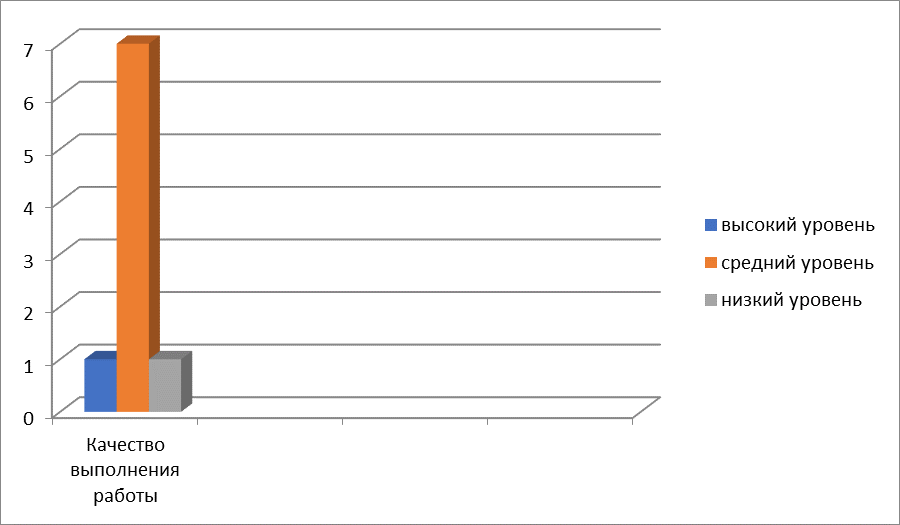 7
6
5
4
3
2
1
0
Качество
выполнения
работы
высокий уровень
средний уровень
низкий уровень